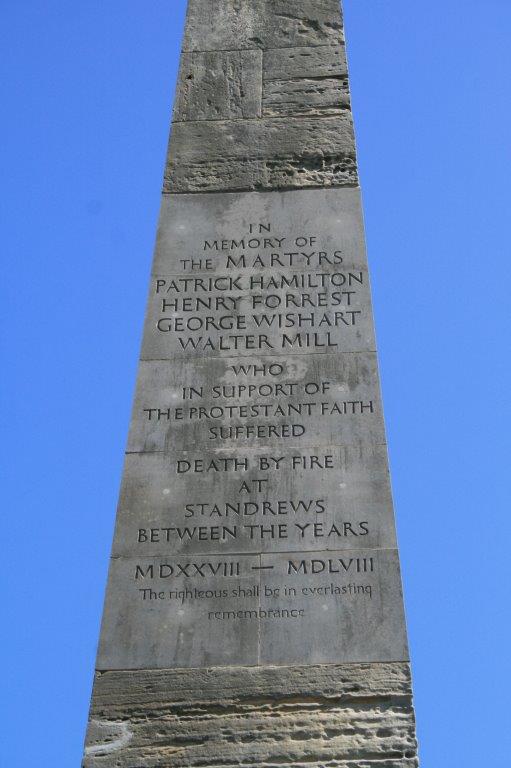 IN
MEMORY OF
THE MARTYRS
PATRICK HAMILTON
HENRY FORREST
GEORGE WISHART
WALTER MILL
WHO
IN SUPPORT OF
THE PROTESTANT FAITH
SUFFERED
DEATH BY FIRE
AT
STANDREWS
BETWEEN THE YEARS
MDXXVIII — MDLVIII
The righteous shall be in everlasting
remembrance